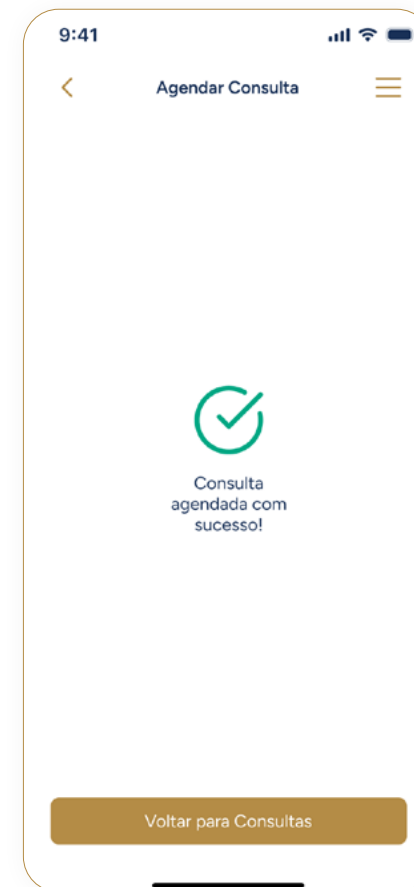 9:41
Agendar Consulta
Consulta
agendada com
sucesso!
Voltar para Consultas